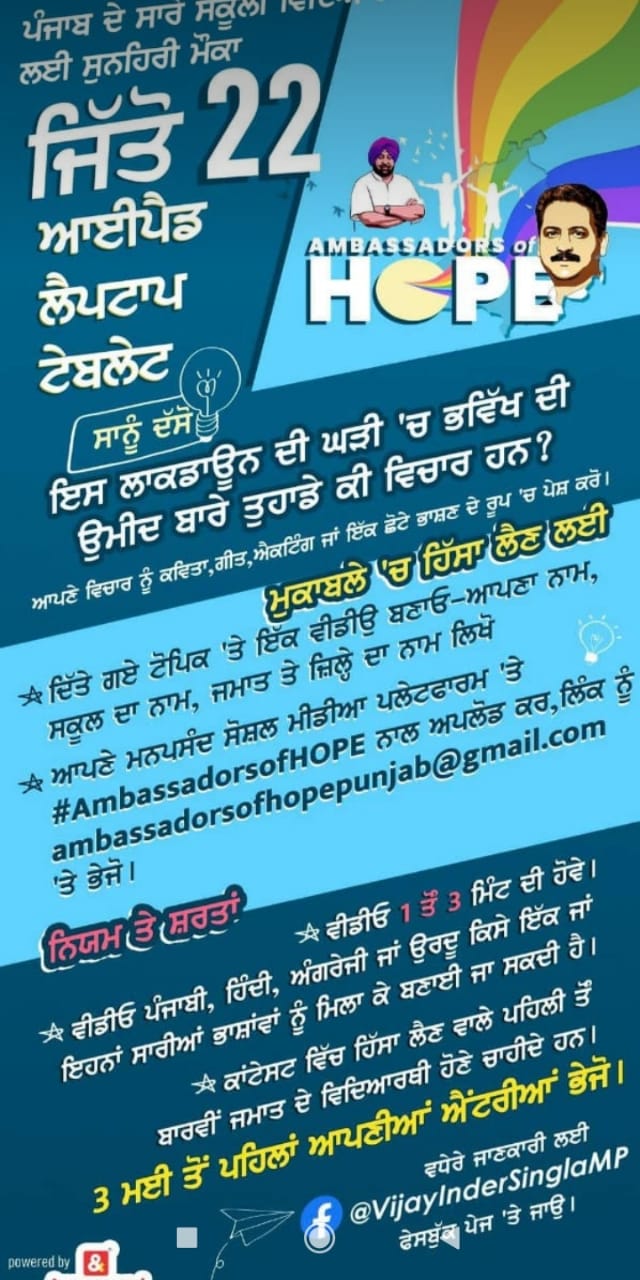 ਪੰਜਾਬ ਦੇ ਸਾਰੇ ਸਕੂਲੀ
ਲਈ ਸੁਨਹਿਰੀ ਮੌਕਾ
ਜਿੱਤੋ 22
ਆਈਪੈਡ
ਲੈਪਟਾਪ
ਟੇਬਲੇਟ
AMBASSADORS of
HOPE
ਸਾਨੂੰ ਦੱਸੋ
ਇਸ ਲਾਕਡਾਊਨ ਦੀ ਘੜੀ 'ਚ ਭਵਿੱਖ ਦੀ
ਉਮੀਦ ਬਾਰੇ ਤੁਹਾਡੇ ਕੀ ਵਿਚਾਰ ਹਨ?
ਆਪਣੇ ਵਿਚਾਰ ਨੂੰ ਕਵਿਤਾ,ਗੀਤ,ਐਕਟਿੰਗ ਜਾਂ ਇੱਕ ਛੋਟੇ ਭਾਸ਼ਣ ਦੇ ਰੂਪ 'ਚ ਪੇਸ਼ ਕਰੋ।
ਮੁਕਾਬਲੇ 'ਚ ਹਿੱਸਾ ਲੈਣ ਲਈ
ਦਿੱਤੇ ਗਏ ਟੋਪਿਕ 'ਤੇ ਇੱਕ ਵੀਡੀਉ ਬਣਾਓ-ਆਪਣਾ ਨਾਮ,
ਸਕੂਲ ਦਾ ਨਾਮ, ਜਮਾਤ ਤੇ ਜ਼ਿਲ੍ਹੇ ਦਾ ਨਾਮ ਲਿਖੋ
ਆਪਣੇ ਮਨਪਸੰਦ ਸੋਸ਼ਲ ਮੀਡੀਆ ਪਲੇਟਫਾਰਮ 'ਤੇ
#AmbassadorsofHOPE ਨਾਲ ਅਪਲੋਡ ਕਰ,ਲਿੰਕ ਨੂੰ
ambassadorsofhopepunjab@gmail.com
'ਤੇ ਭੇਜੋ।
ਨਿਯਮ ਤੇ ਸ਼ਰਤਾਂ
ਵੀਡੀਓ 1 ਤੋਂ 3 ਮਿੰਟ ਦੀ ਹੋਵੇ।
ਵੀਡੀਓ ਪੰਜਾਬੀ, ਹਿੰਦੀ, ਅੰਗਰੇਜੀ ਜਾਂ ਉਰਦੂ ਕਿਸੇ ਇੱਕ ਜਾਂ
ਇਹਨਾਂ ਸਾਰੀਆਂ ਭਾਸ਼ਾਂਵਾਂ ਨੂੰ ਮਿਲਾ ਕੇ ਬਣਾਈ ਜਾ ਸਕਦੀ ਹੈ।
ਕਾਂਟੇਸਟ ਵਿੱਚ ਹਿੱਸਾ ਲੈਣ ਵਾਲੇ ਪਹਿਲੀ ਤੋਂ
ਬਾਰਵੀਂ ਜਮਾਤ ਦੇ ਵਿਦਿਆਰਥੀ ਹੋਣੇ ਚਾਹੀਦੇ ਹਨ।
3 ਮਈ ਤੋਂ ਪਹਿਲਾਂ ਆਪਣੀਆਂ ਐਂਟਰੀਆਂ ਭੇਜੋ।
ਵਧੇਰੇ ਜਾਣਕਾਰੀ ਲਈ
@VijayInderSinglaMP
ਫੇਸਬੁੱਕ ਪੇਜ 'ਤੇ ਜਾਉ।
powered by &